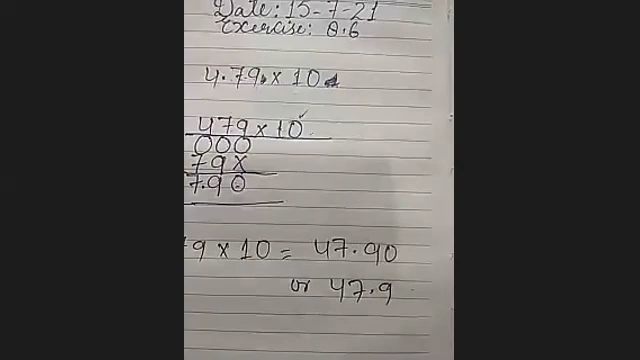 Date: 15-7-21
Exercise: 8.6
4.79 x 10
479 x 10
000
79x
7.90
9 x 10 = 47.90
or 47.9